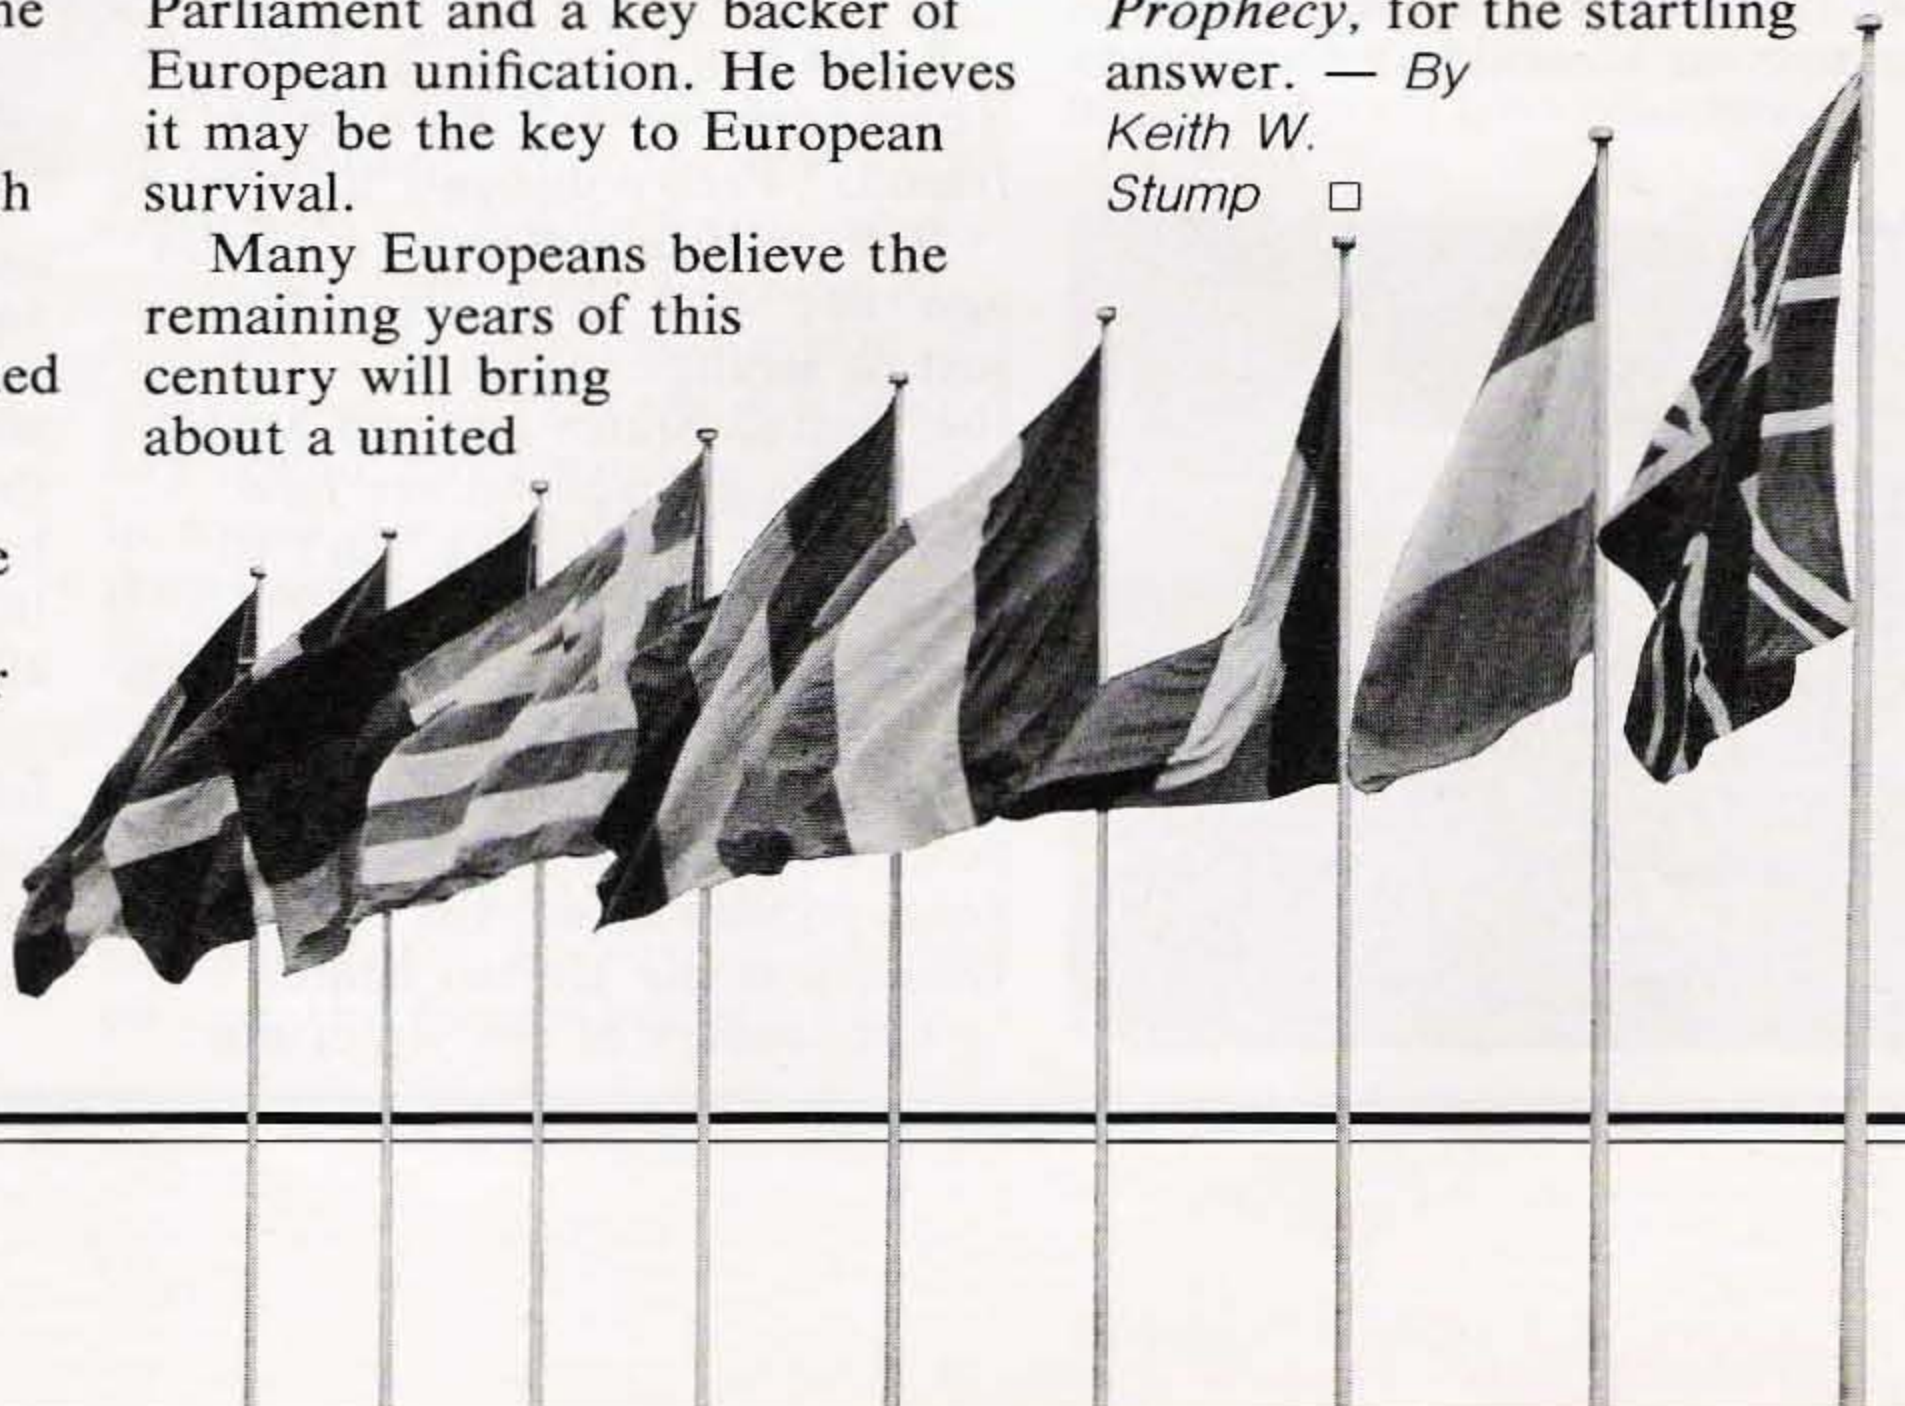 Parliament and a key backer of
European unification. He believes
it may be the key to European
survival.
Many Europeans believe the
remaining years of this
century will bring
about a united
Prophecy, for the startling
answer. — By
Keith W.
Stump □